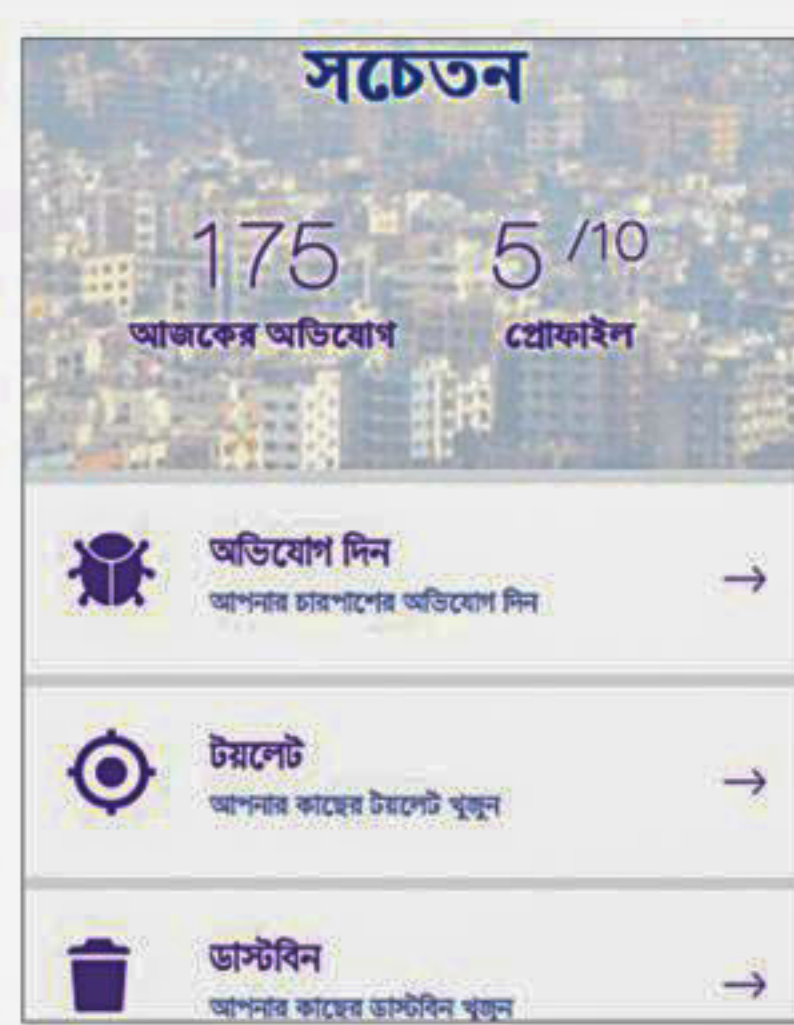 সচেতন
175 5 /10
আজকের অভিযোগ প্রোফাইল
অভিযোগ দিন
আপনার চারপাশের অভিযোগ দিন
টয়লেট
আপনার কাছের টয়লেট খুজুন
ডাস্টবিন
আপনার কাছের ডাস্টবিন খুজুন